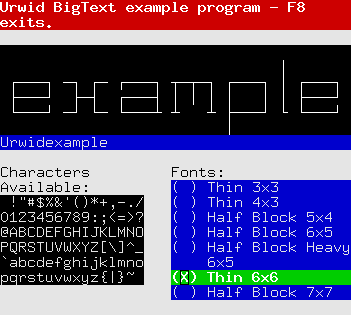 Urwid BigText example program - F8
exits.
example
Urwidexample
Characters
Available:
 !"#$%&'()*+,-./
0123456789:;<=>?
@ABCDEFGHIJKLMNO
PQRSTUVWXYZ[\]^_
`abcdefghijklmno
pqrstuvwxyz{|}~
Fonts:
( ) Thin 3x3
( ) Thin 4x3
( ) Half Block 5x4
( ) Half Block 6x5
( ) Half Block Heavy
6x5
(X) Thin 6x6
( ) Half Block 7x7